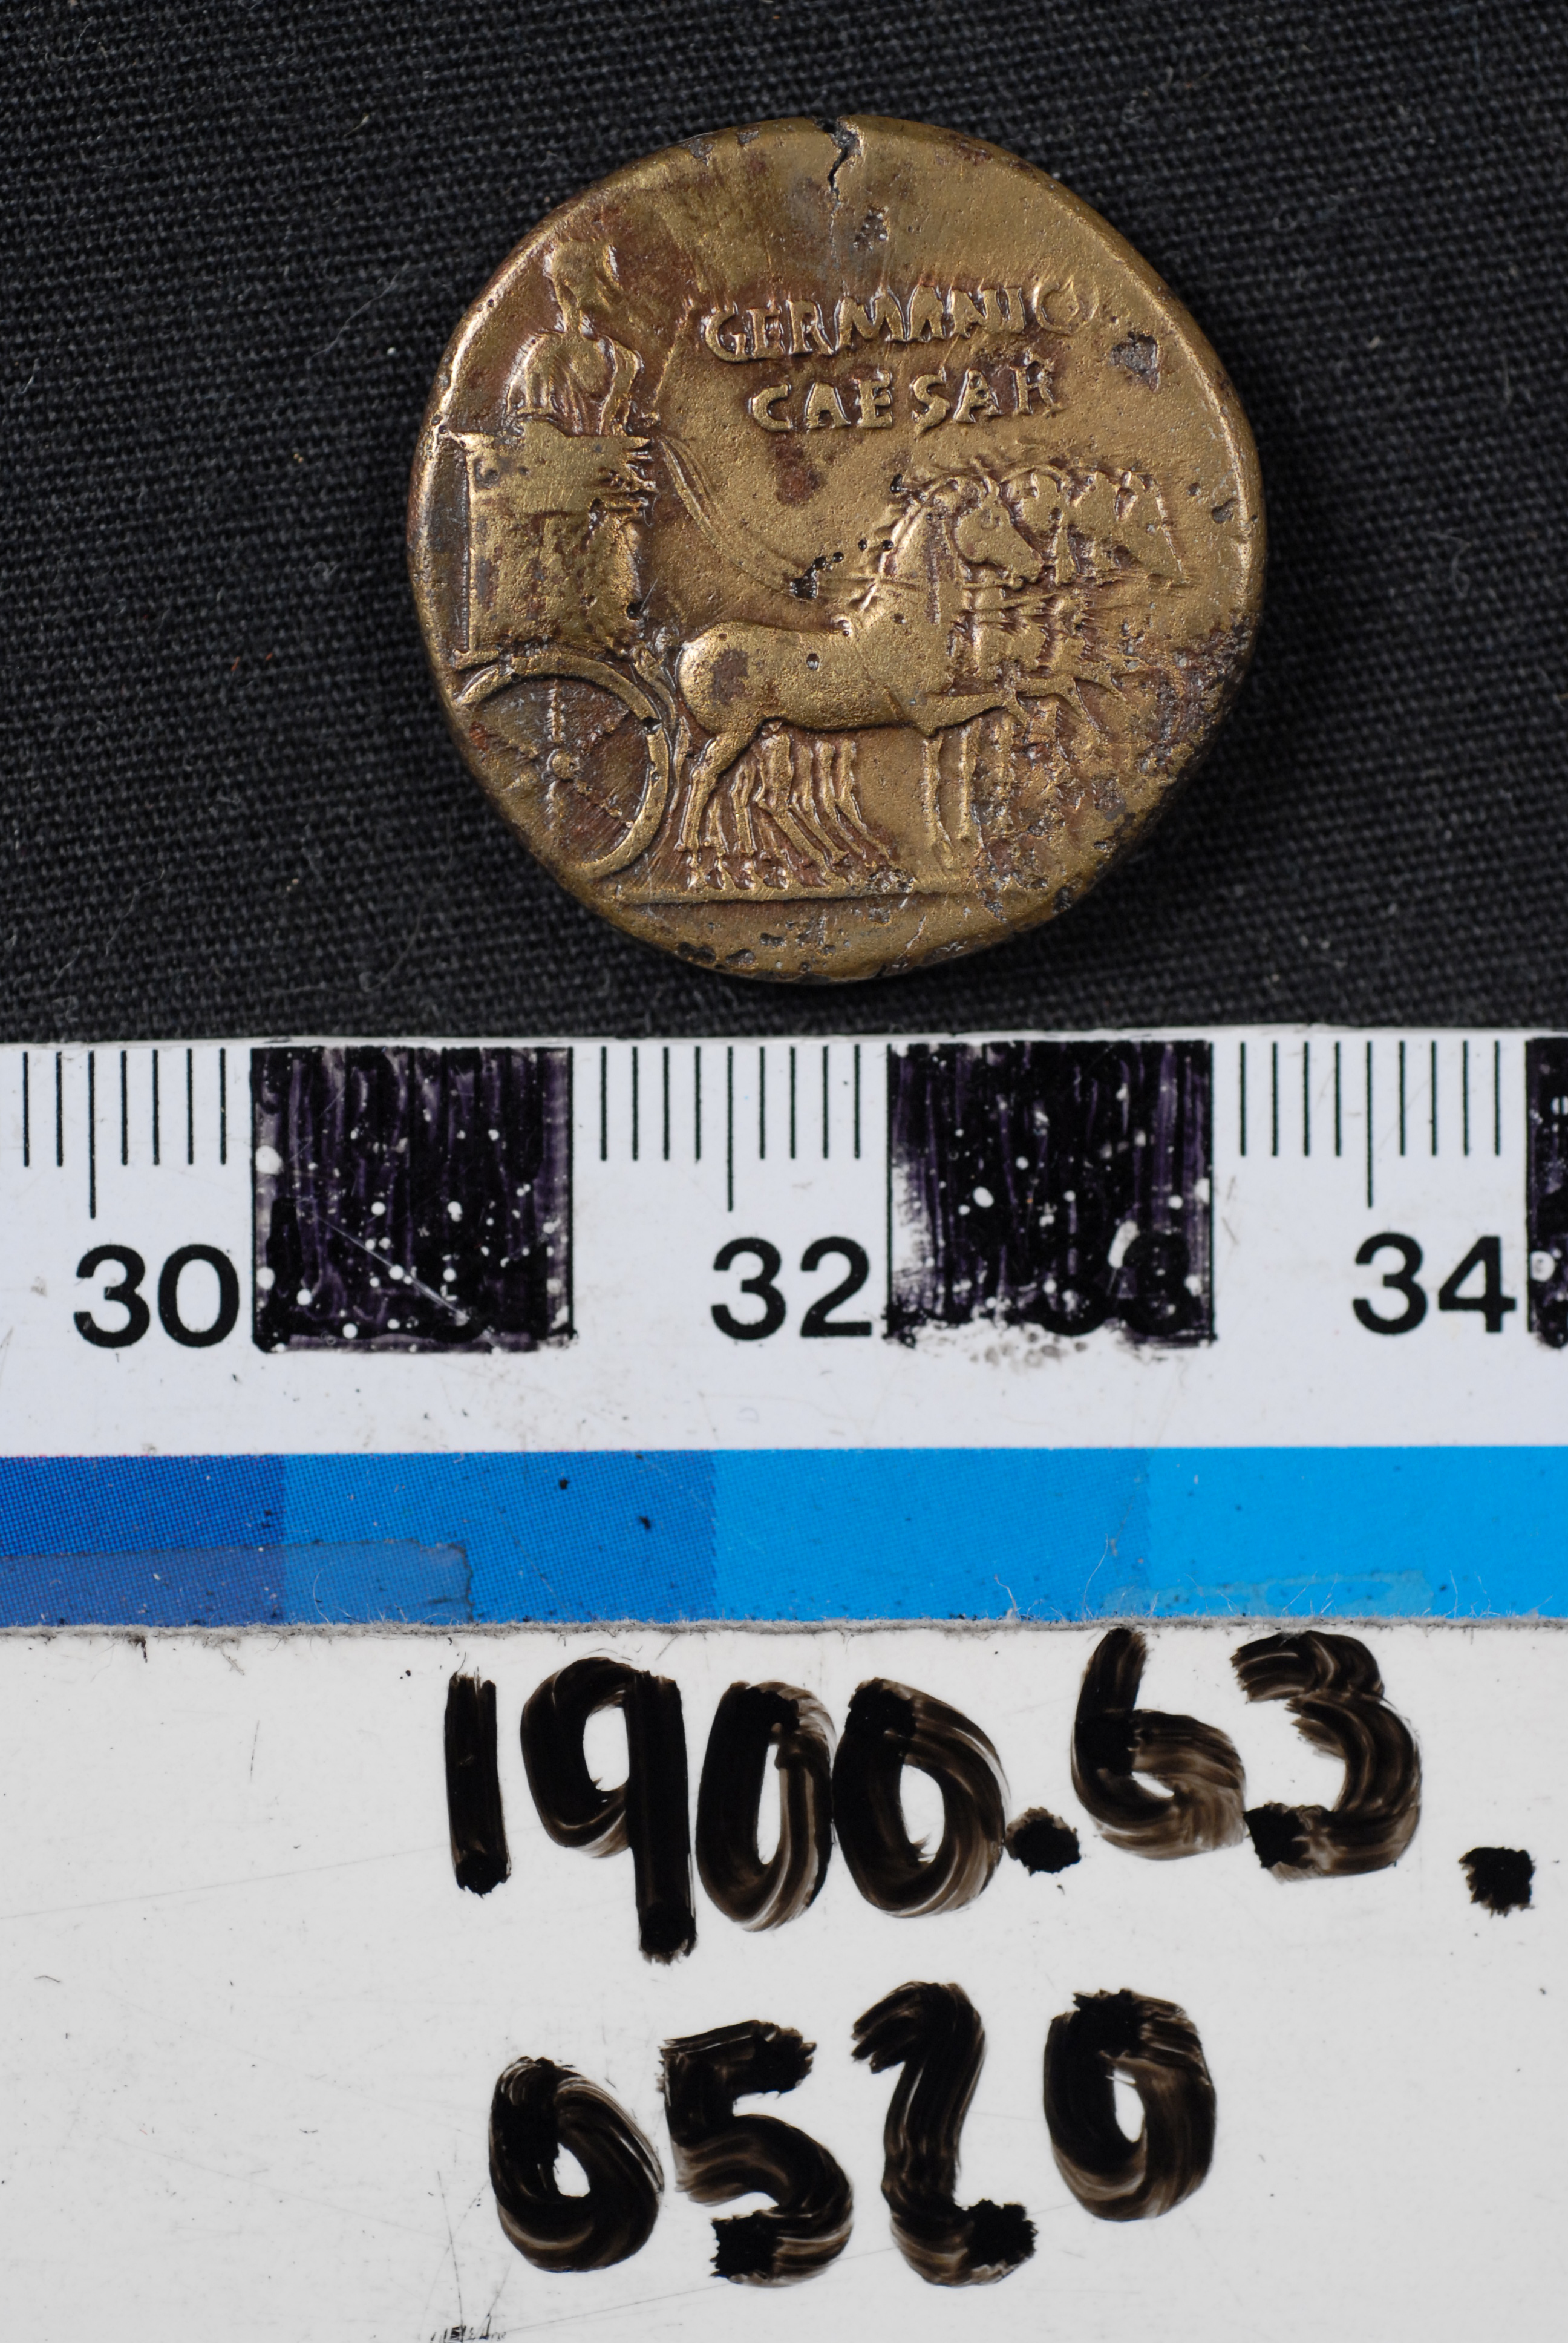 GERMANIC
CAESAR
30 32 34
1900.63.
0520